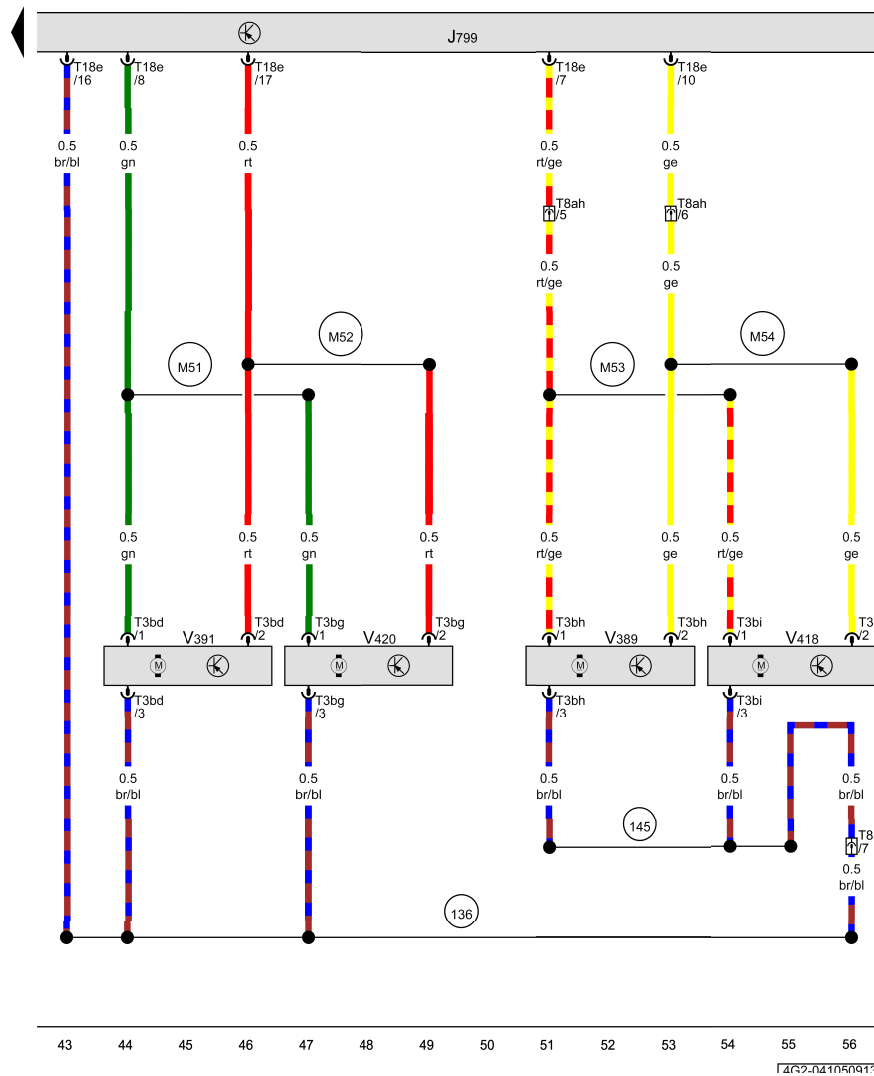 J799
T18e
/16
T18e
/8
T18e
/17
T18e
/7
T18e
/10
0.5
br/bl
0.5
gn
0.5
rt
0.5
rt/ge
0.5
ge
T8ah
/5
T8ah
/6
0.5
rt/ge
0.5
ge
M51
M52
M53
M54
0.5
gn
0.5
rt
0.5
gn
0.5
rt
0.5
rt/ge
0.5
ge
0.5
rt/ge
0.5
ge
T3bd
/1
V391
T3bd
/2
T3bg
/1
V420
T3bg
/2
T3bh
/1
V389
T3bh
/2
T3bi
/1
V418
/2
M
M
M
M
T3bd
/3
T3bg
/3
T3bh
/3
T3bi
/3
0.5
br/bl
0.5
br/bl
0.5
br/bl
0.5
br/bl
0.5
br/bl
145
/7
0.5
br/bl
136
43 44 45 46 47 48 49 50 51 52 53 54 55 56
4G2-041050913